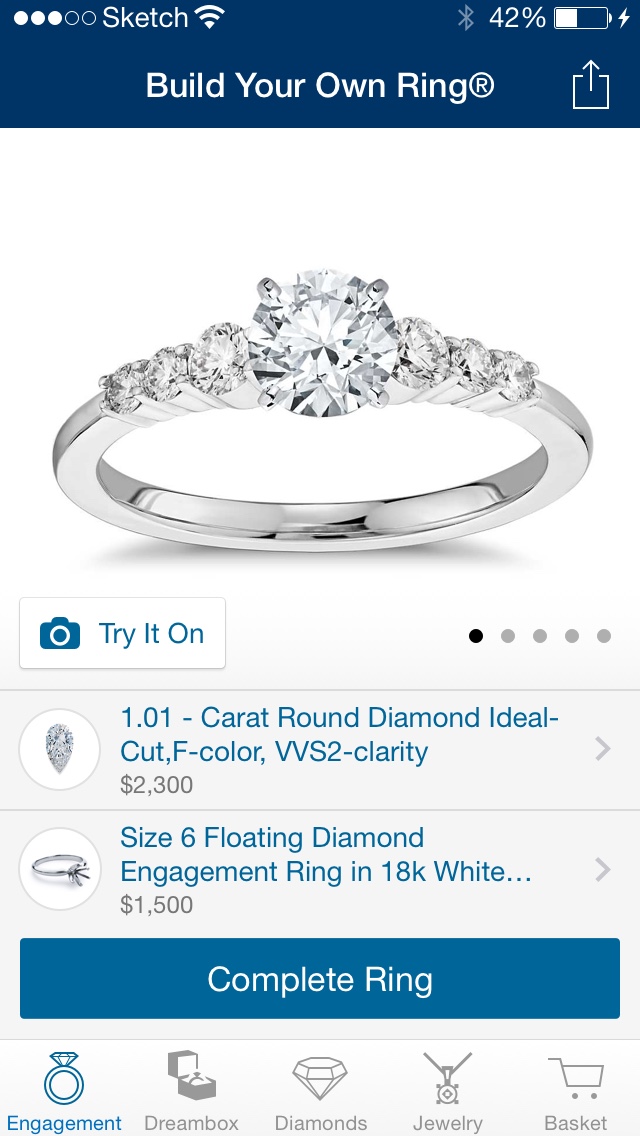 Sketch 42%
Build Your Own Ring®
Try It On
1.01 - Carat Round Diamond Ideal-
Cut,F-color, VVS2-clarity
$2,300
Size 6 Floating Diamond
Engagement Ring in 18k White...
$1,500
Complete Ring
Engagement Dreambox Diamonds Jewelry Basket